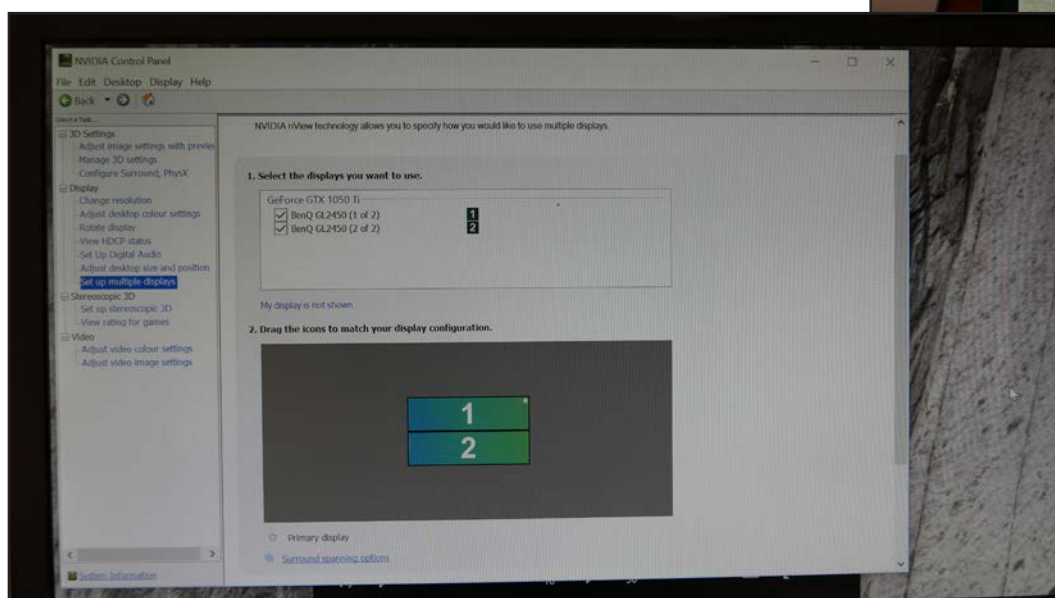 NVIDIA Control Panel
File Edit Desktop Display Help
Back
Select a Task...
3D Settings
Adjust image settings with preview
Manage 3D settings
Configure Surround, PhysX
Display
Change resolution
Adjust desktop colour settings
Rotate display
View HDCP status
Set Up Digital Audio
Adjust desktop size and position
Set up multiple displays
Stereoscopic 3D
Set up stereoscopic 3D
View rating for games
Video
Adjust video colour settings
Adjust video image settings
System Information
NVIDIA nView technology allows you to specify how you would like to use multiple displays.
1. Select the displays you want to use.
GeForce GTX 1050 Ti
BenQ GL2450 (1 of 2) 1
BenQ GL2450 (2 of 2) 2
My display is not shown...
2. Drag the icons to match your display configuration.
1
2
Primary display
Surround spanning options